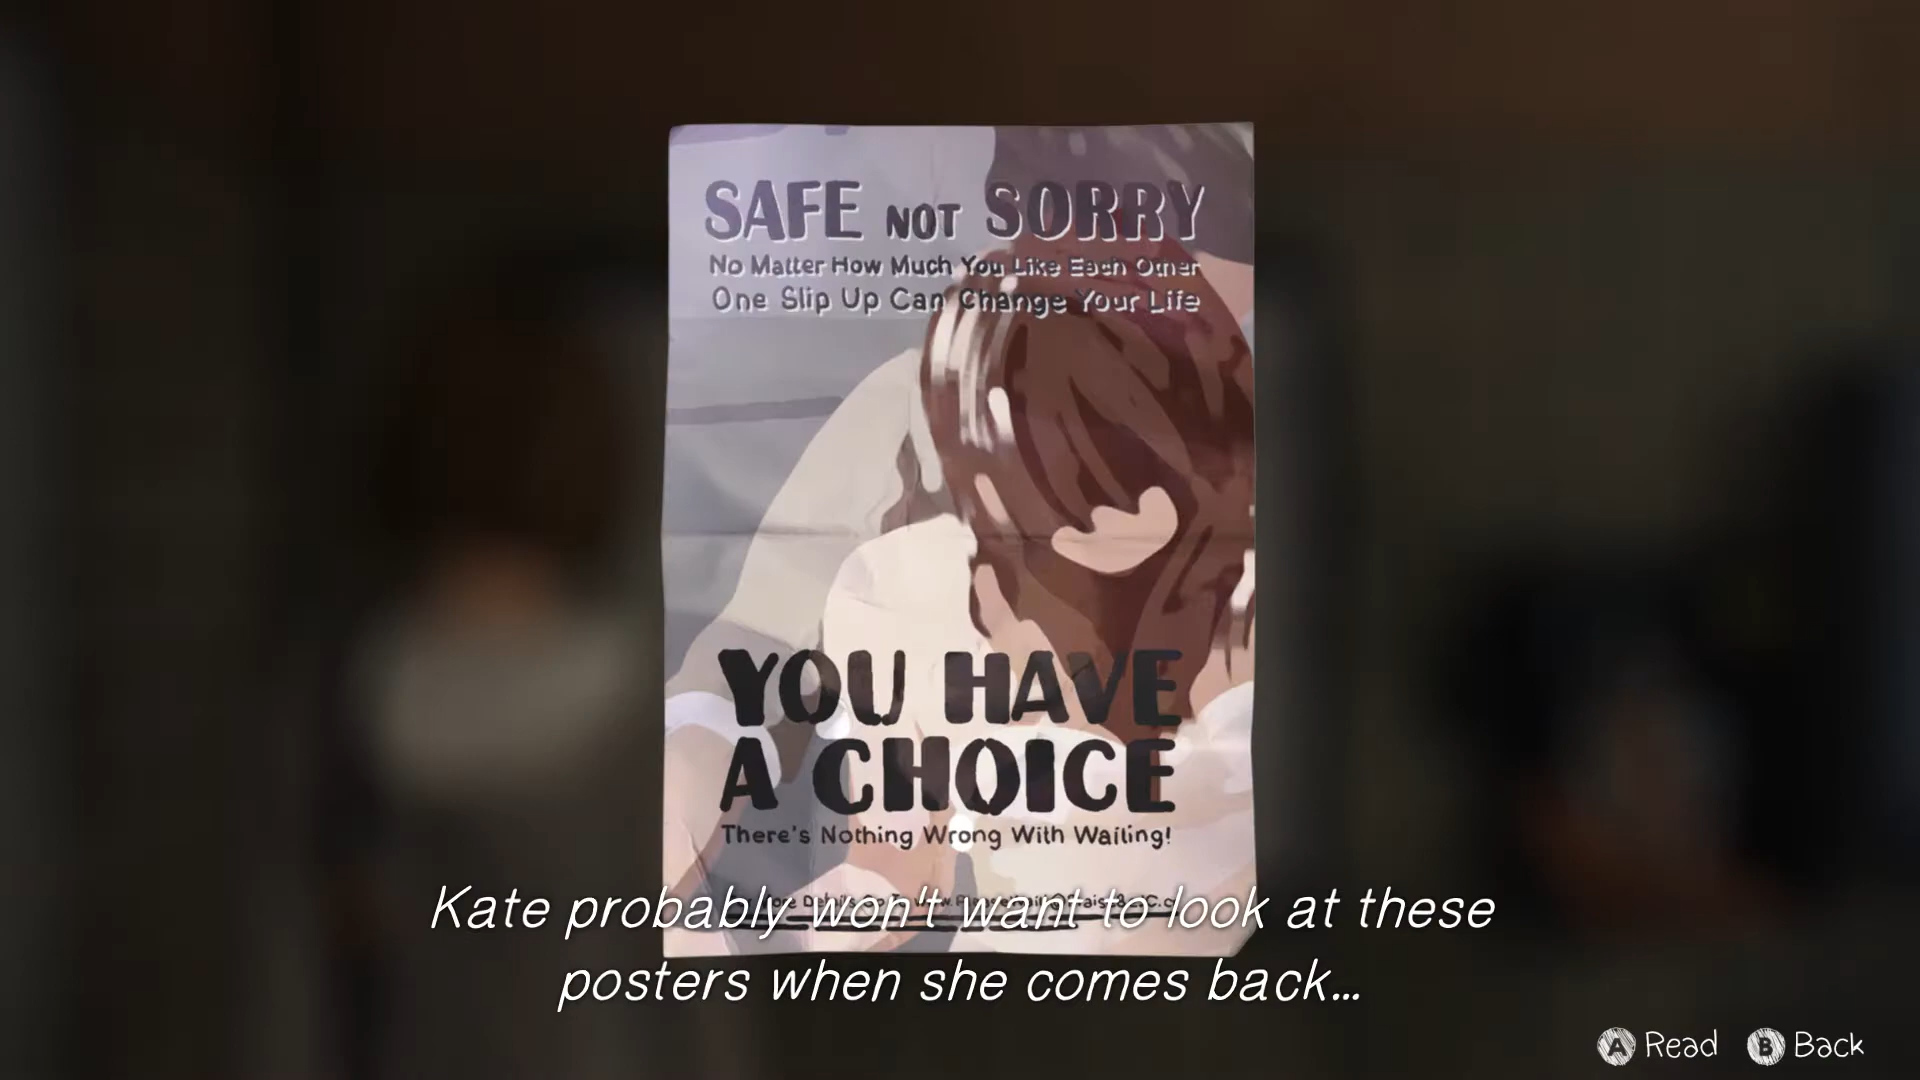 SAFE NOT SORRY
No Matter How Much You Like Each Other
One Slip Up Can Change Your Life
YOU HAVE
A CHOICE
There's Nothing Wrong With Waiting!
Kate probably won't want to look at these
posters when she comes back...
A Read B Back